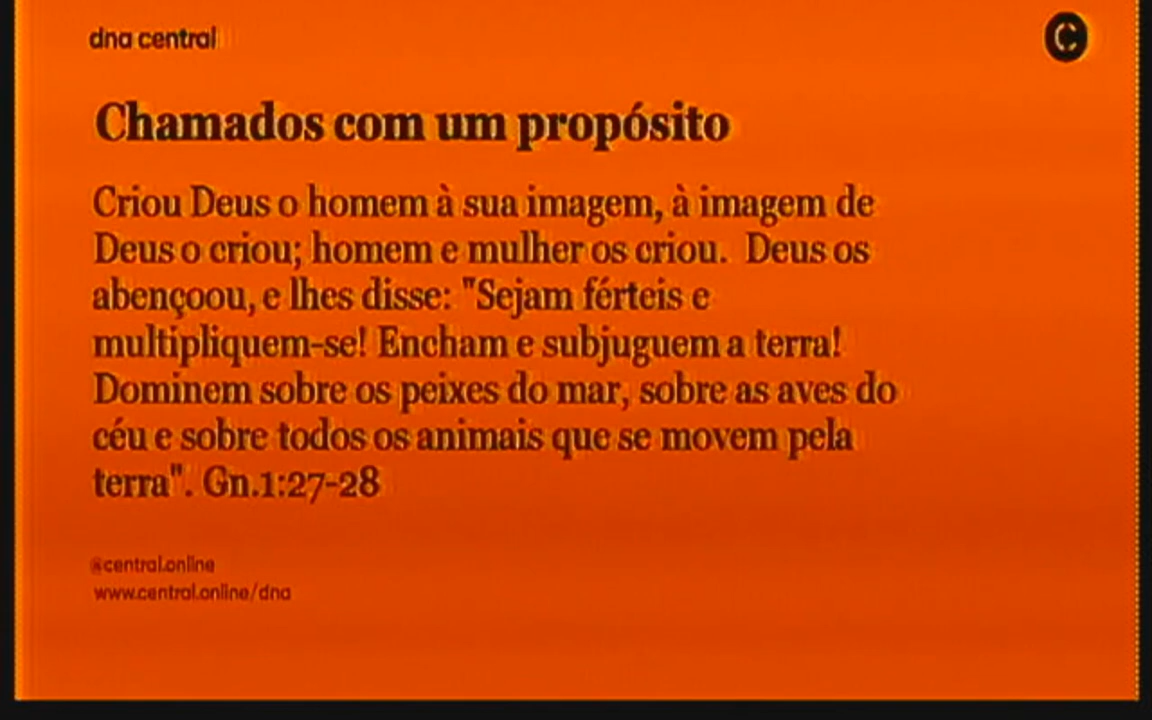 dna central
C
Chamados com um propósito
Criou Deus o homem à sua imagem, à imagem de
Deus o criou; homem e mulher os criou. Deus os
abençoou, e lhes disse: "Sejam férteis e
multipliquem-se! Encham e subjuguem a terra!
Dominem sobre os peixes do mar, sobre as aves do
céu e sobre todos os animais que se movem pela
terra". Gn.1:27-28
@central.online
www.central.online/dna